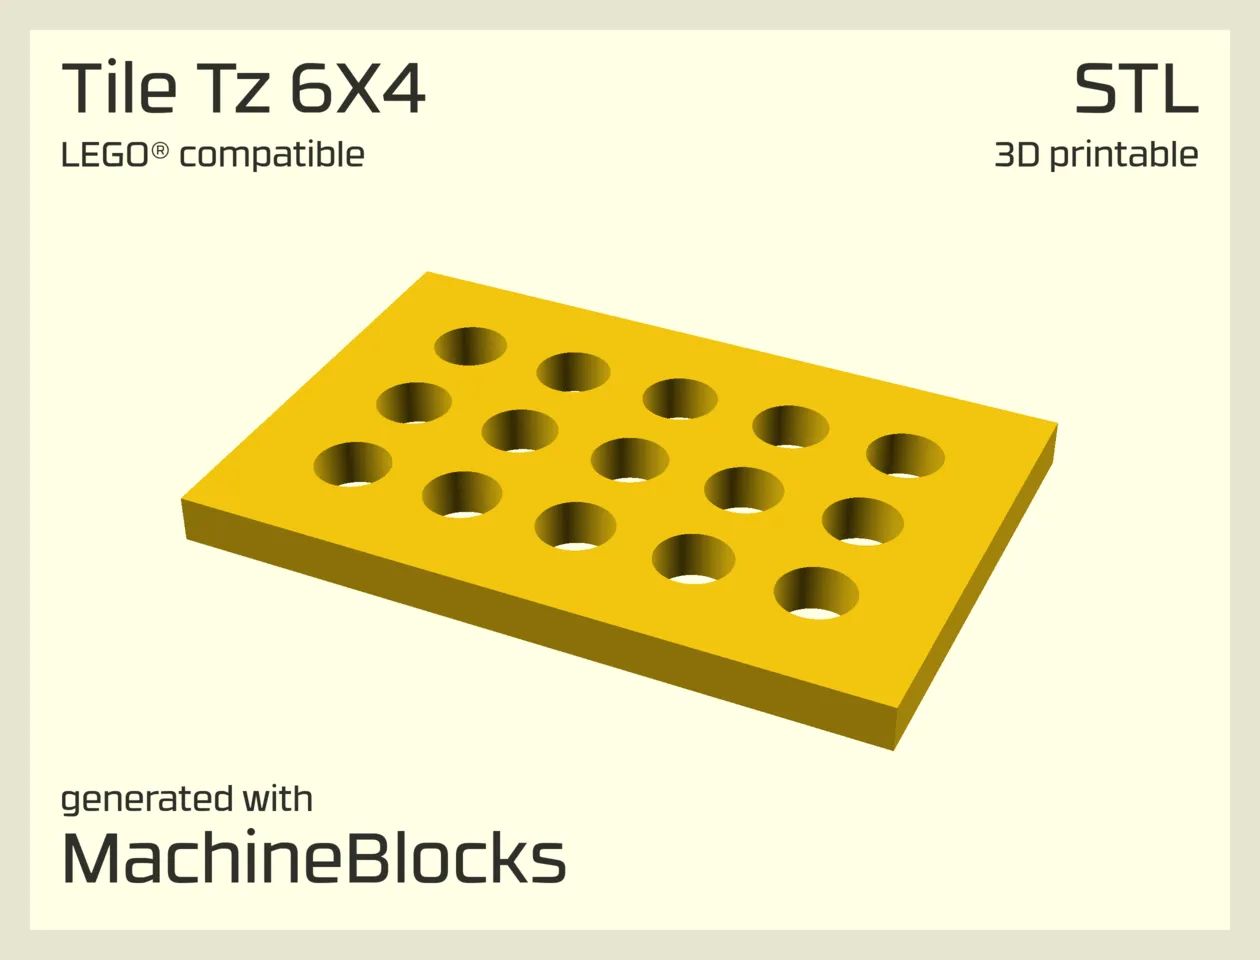 Tile Tz 6X4
LEGO® compatible
STL
3D printable
generated with
MachineBlocks